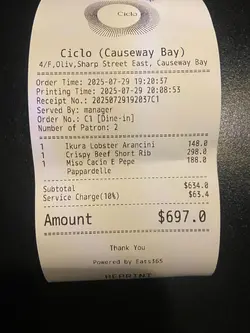 Ciclo
Ciclo (Causeway Bay)
4/F,Oliv,Sharp Street East, Causeway Bay
Order Time: 2025-07-29 19:20:37
Printing Time: 2025-07-29 20:08:53
Receipt No.: 20250729192037C1
Served By: manager
Order No.: C1 [Dine-in]
Number of Patron: 2
1 Ikura Lobster Arancini 148.0
1 Crispy Beef Short Rib 298.0
1 Miso Cacin E Pepe 188.0
Pappardelle
Subtotal $634.0
Service Charge(10%) $63.4
Amount $697.0
Thank You
Powered by Eats365
REPRINT